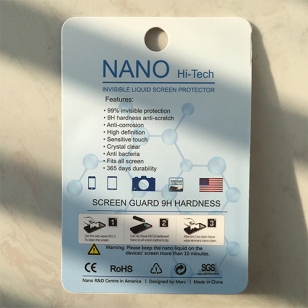 NANO Hi-Tech
INVISIBLE LIQUID SCREEN PROTECTOR
Features:
• 99% invisible protection
• 9H hardness anti-scratch
• Anti-corrosion
• High definition
• Sensitive touch
• Crystal clear
• Anti bacteria
• Fits all screen
• 365 days durability
SCREEN GUARD 9H HARDNESS
1 2 3
Warning: Please keep the nano liquid on the
devices' screen more than 10 minutes.
CE RoHS SGS
Nano R&D Centre in America | Designed by Marc | Made in China